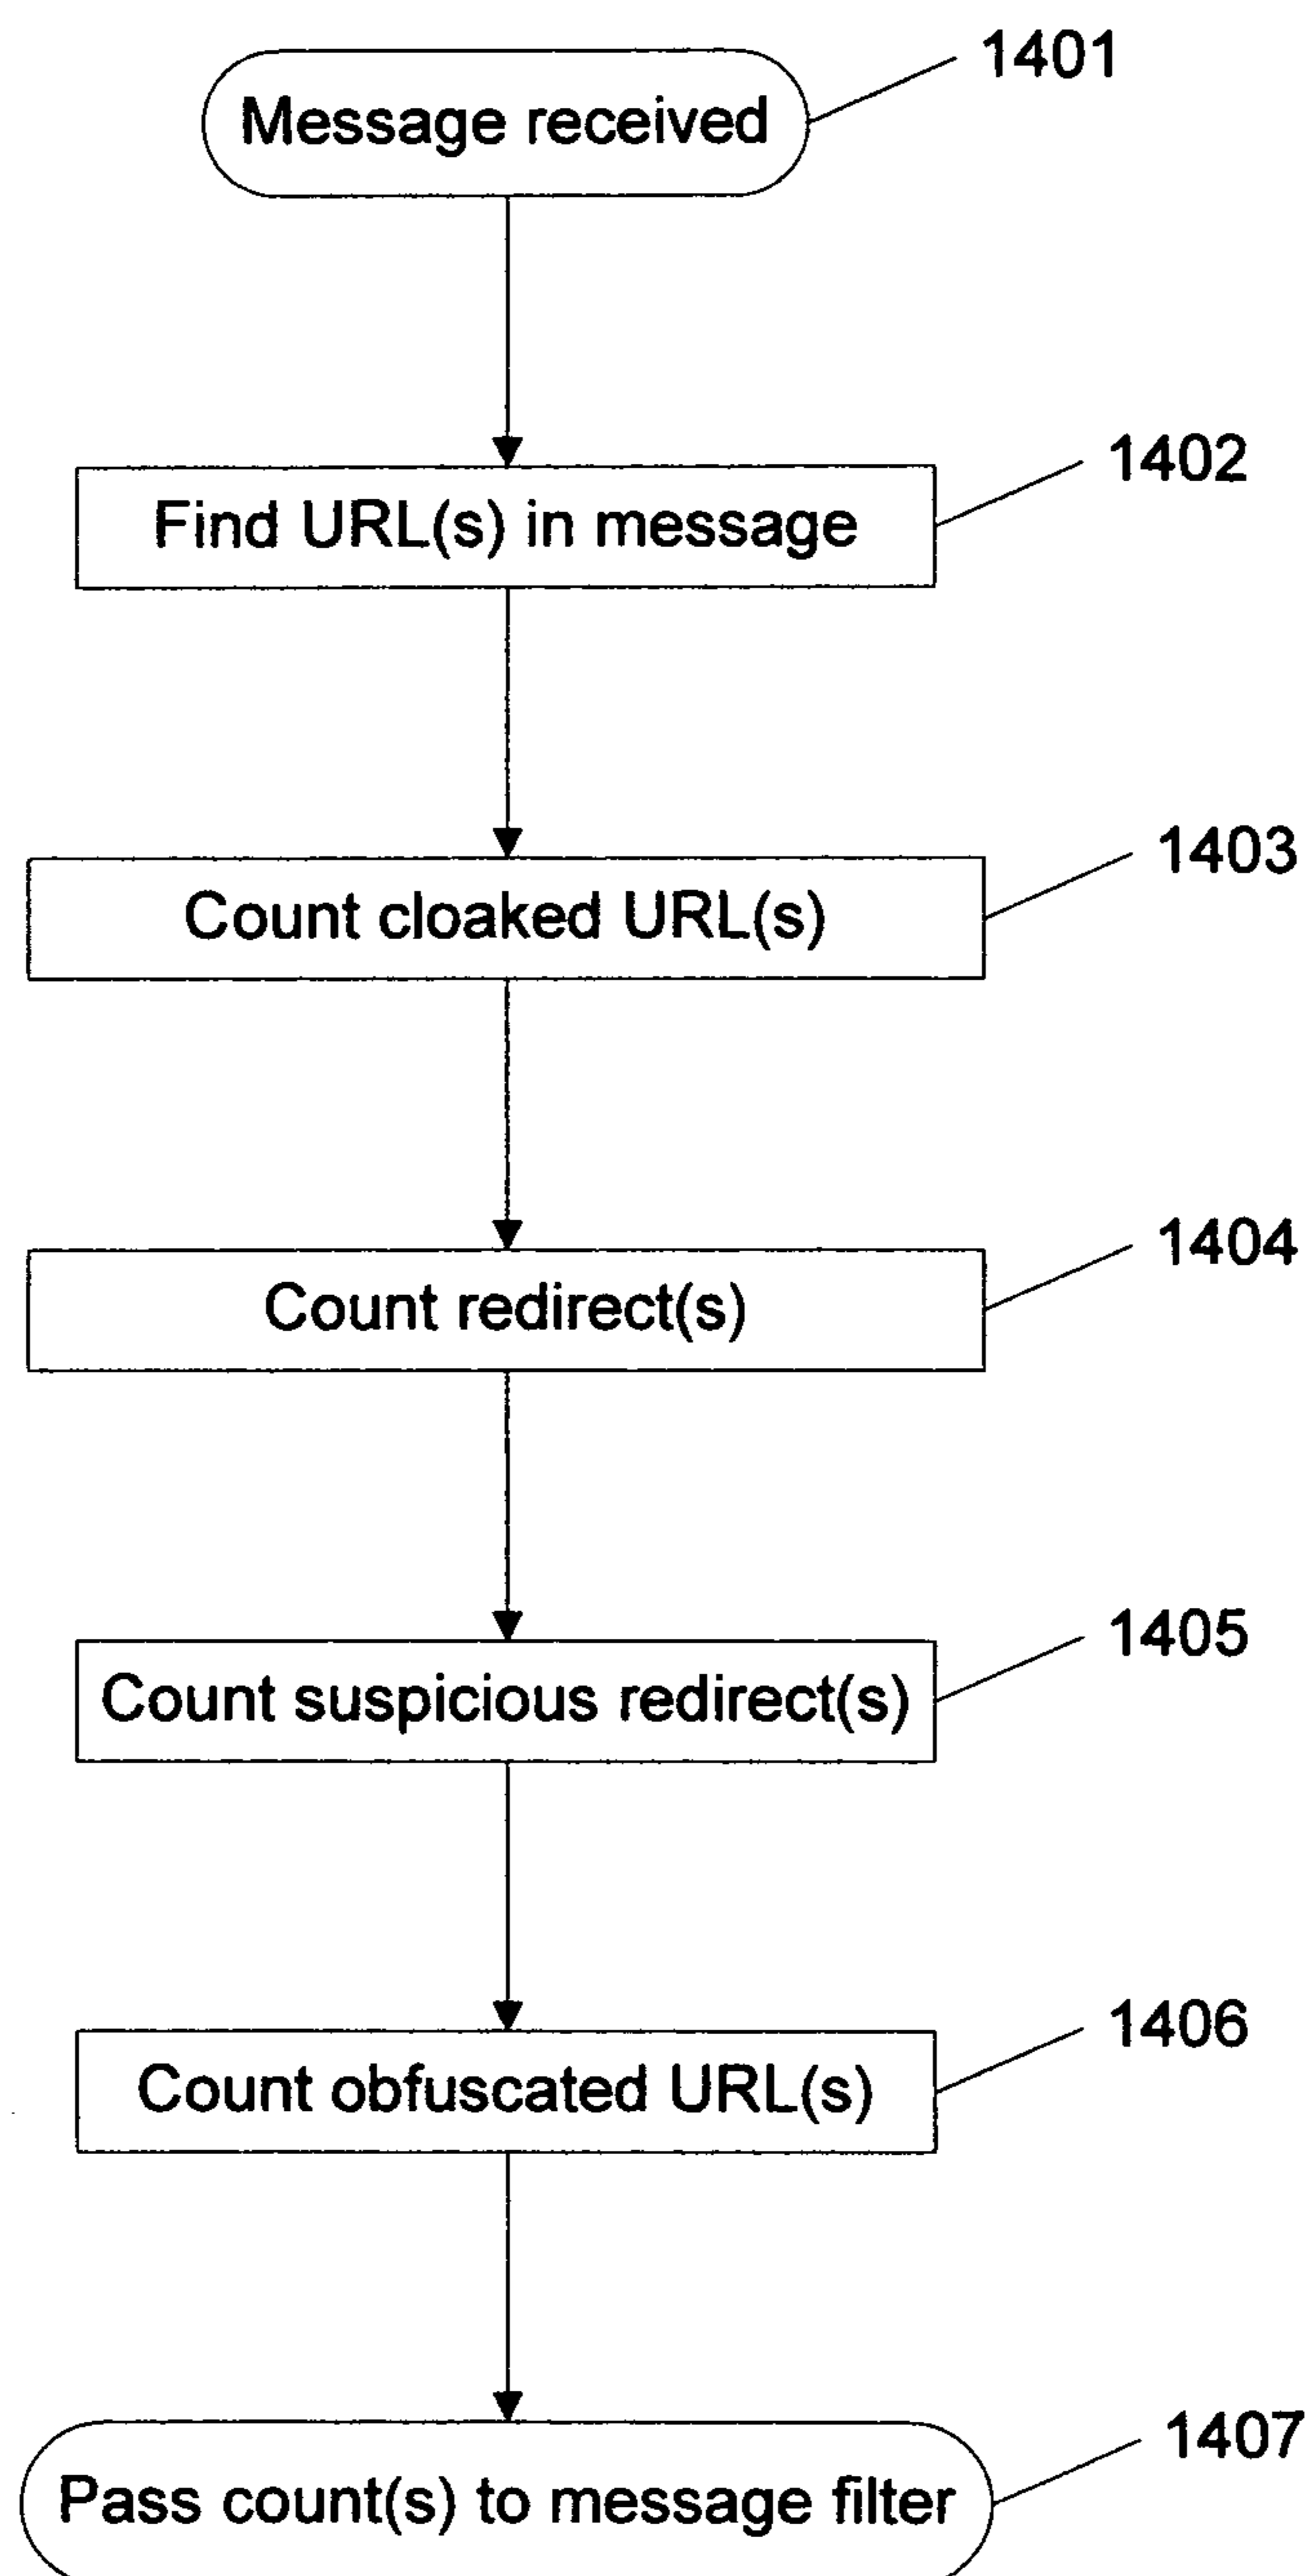 1401
Message received
1402
Find URL(s) in message
1403
Count cloaked URL(s)
1404
Count redirect(s)
1405
Count suspicious redirect(s)
1406
Count obfuscated URL(s)
1407
Pass count(s) to message filter